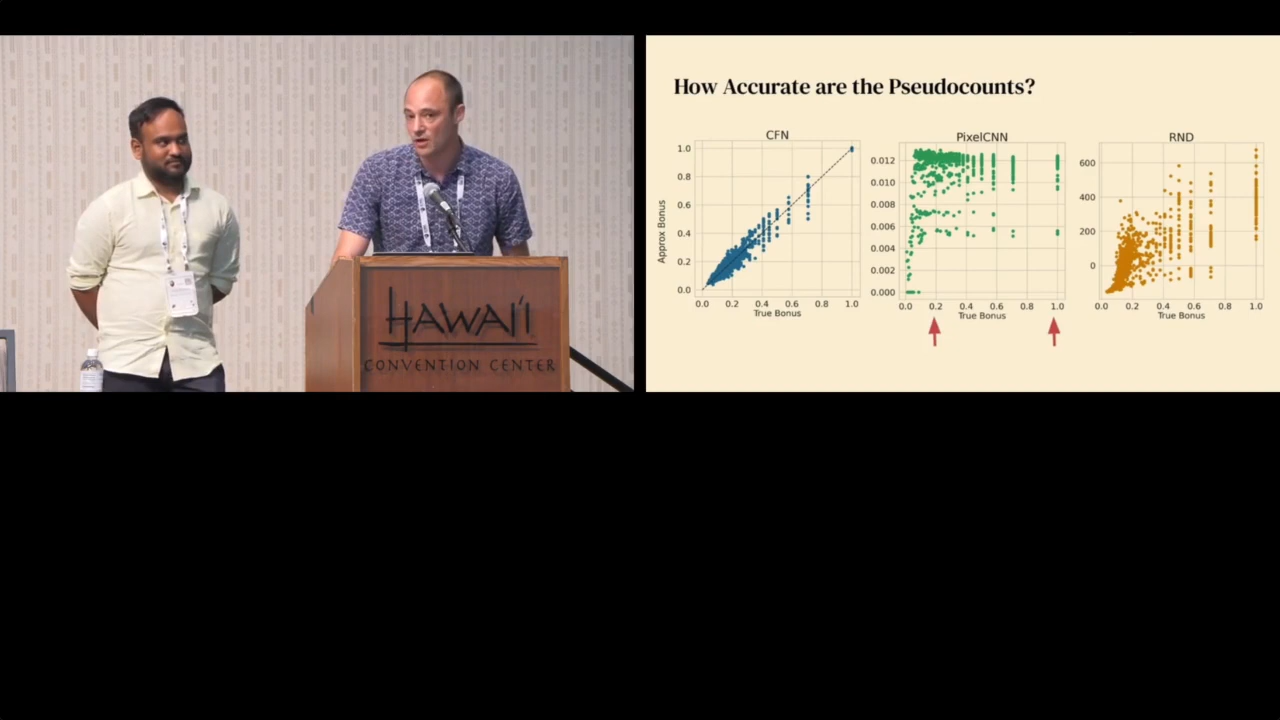 HAWAI'I
CONVENTION CENTER
How Accurate are the Pseudocounts?
CFN
1.0
0.8
0.6
0.4
0.2
0.0
Approx Bonus
0.0 0.2 0.4 0.6 0.8 1.0
True Bonus
PixelCNN
0.012
0.010
0.008
0.006
0.004
0.002
0.000
0.0 0.2 0.4 0.6 0.8 1.0
True Bonus
RND
600
400
200
0
0.0 0.2 0.4 0.6 0.8 1.0
True Bonus